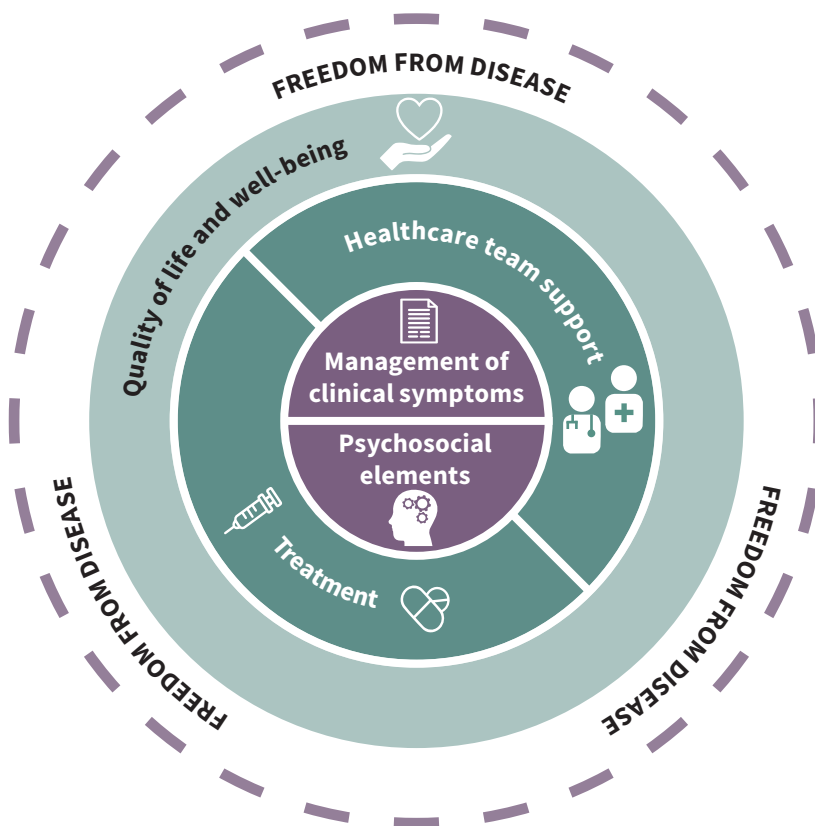 FREEDOM FROM DISEASE
Quality of life and well-being
Healthcare team support
Management of
clinical symptoms
Psychosocial
elements
Treatment
FREEDOM FROM DISEASE
FREEDOM FROM DISEASE